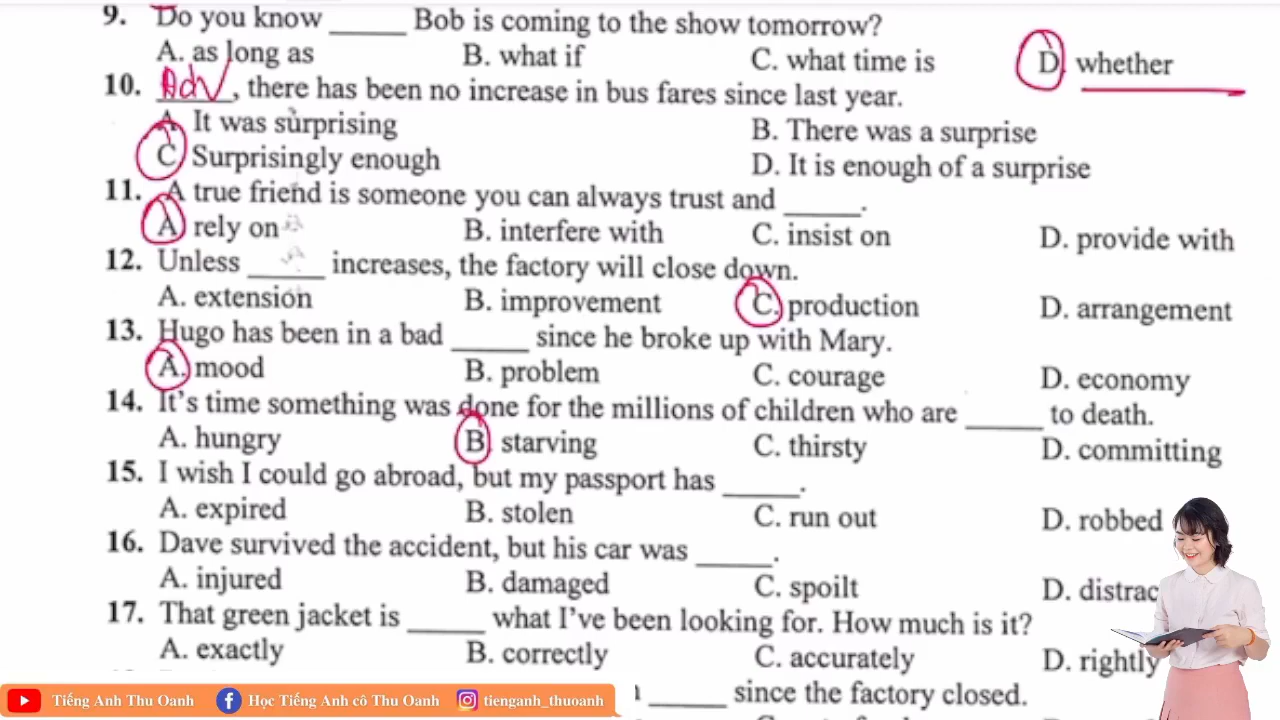 9. Do you know ______ Bob is coming to the show tomorrow?
A. as long as B. what if C. what time is D. whether
10. Adv, there has been no increase in bus fares since last year.
A. It was surprising B. There was a surprise
C. Surprisingly enough D. It is enough of a surprise
11. A true friend is someone you can always trust and ______.
A. rely on B. interfere with C. insist on D. provide with
12. Unless ______ increases, the factory will close down.
A. extension B. improvement C. production D. arrangement
13. Hugo has been in a bad ______ since he broke up with Mary.
A. mood B. problem C. courage D. economy
14. It's time something was done for the millions of children who are ______ to death.
A. hungry B. starving C. thirsty D. committing
15. I wish I could go abroad, but my passport has ______.
A. expired B. stolen C. run out D. robbed
16. Dave survived the accident, but his car was ______.
A. injured B. damaged C. spoilt D. distrac
17. That green jacket is ______ what I've been looking for. How much is it?
A. exactly B. correctly C. accurately D. rightly
______ since the factory closed.
Tiếng Anh Thu Oanh Học Tiếng Anh cô Thu Oanh tienganh_thuoanh